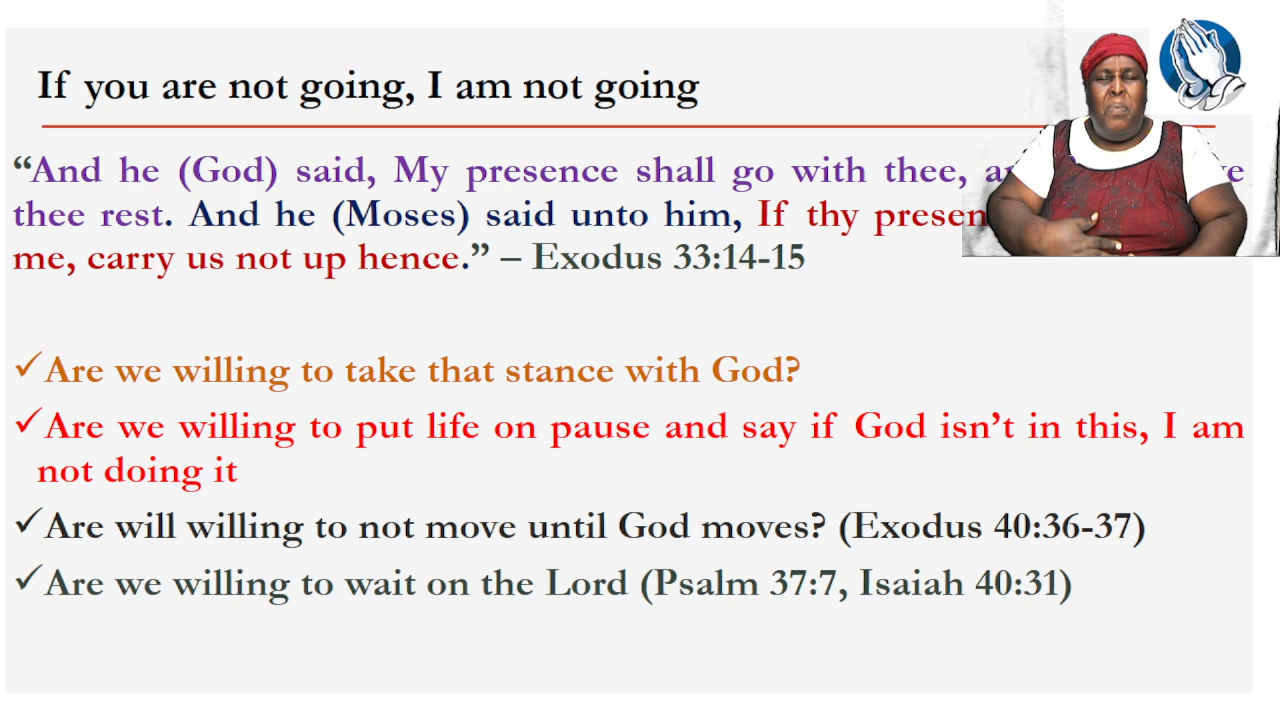 If you are not going, I am not going
“And he (God) said, My presence shall go with thee,
thee rest. And he (Moses) said unto him, If thy
me, carry us not up hence.” – Exodus 33:14-15
✓Are we willing to take that stance with God?
✓Are we willing to put life on pause and say if God isn’t in this, I am
not doing it
✓Are will willing to not move until God moves? (Exodus 40:36-37)
✓Are we willing to wait on the Lord (Psalm 37:7, Isaiah 40:31)